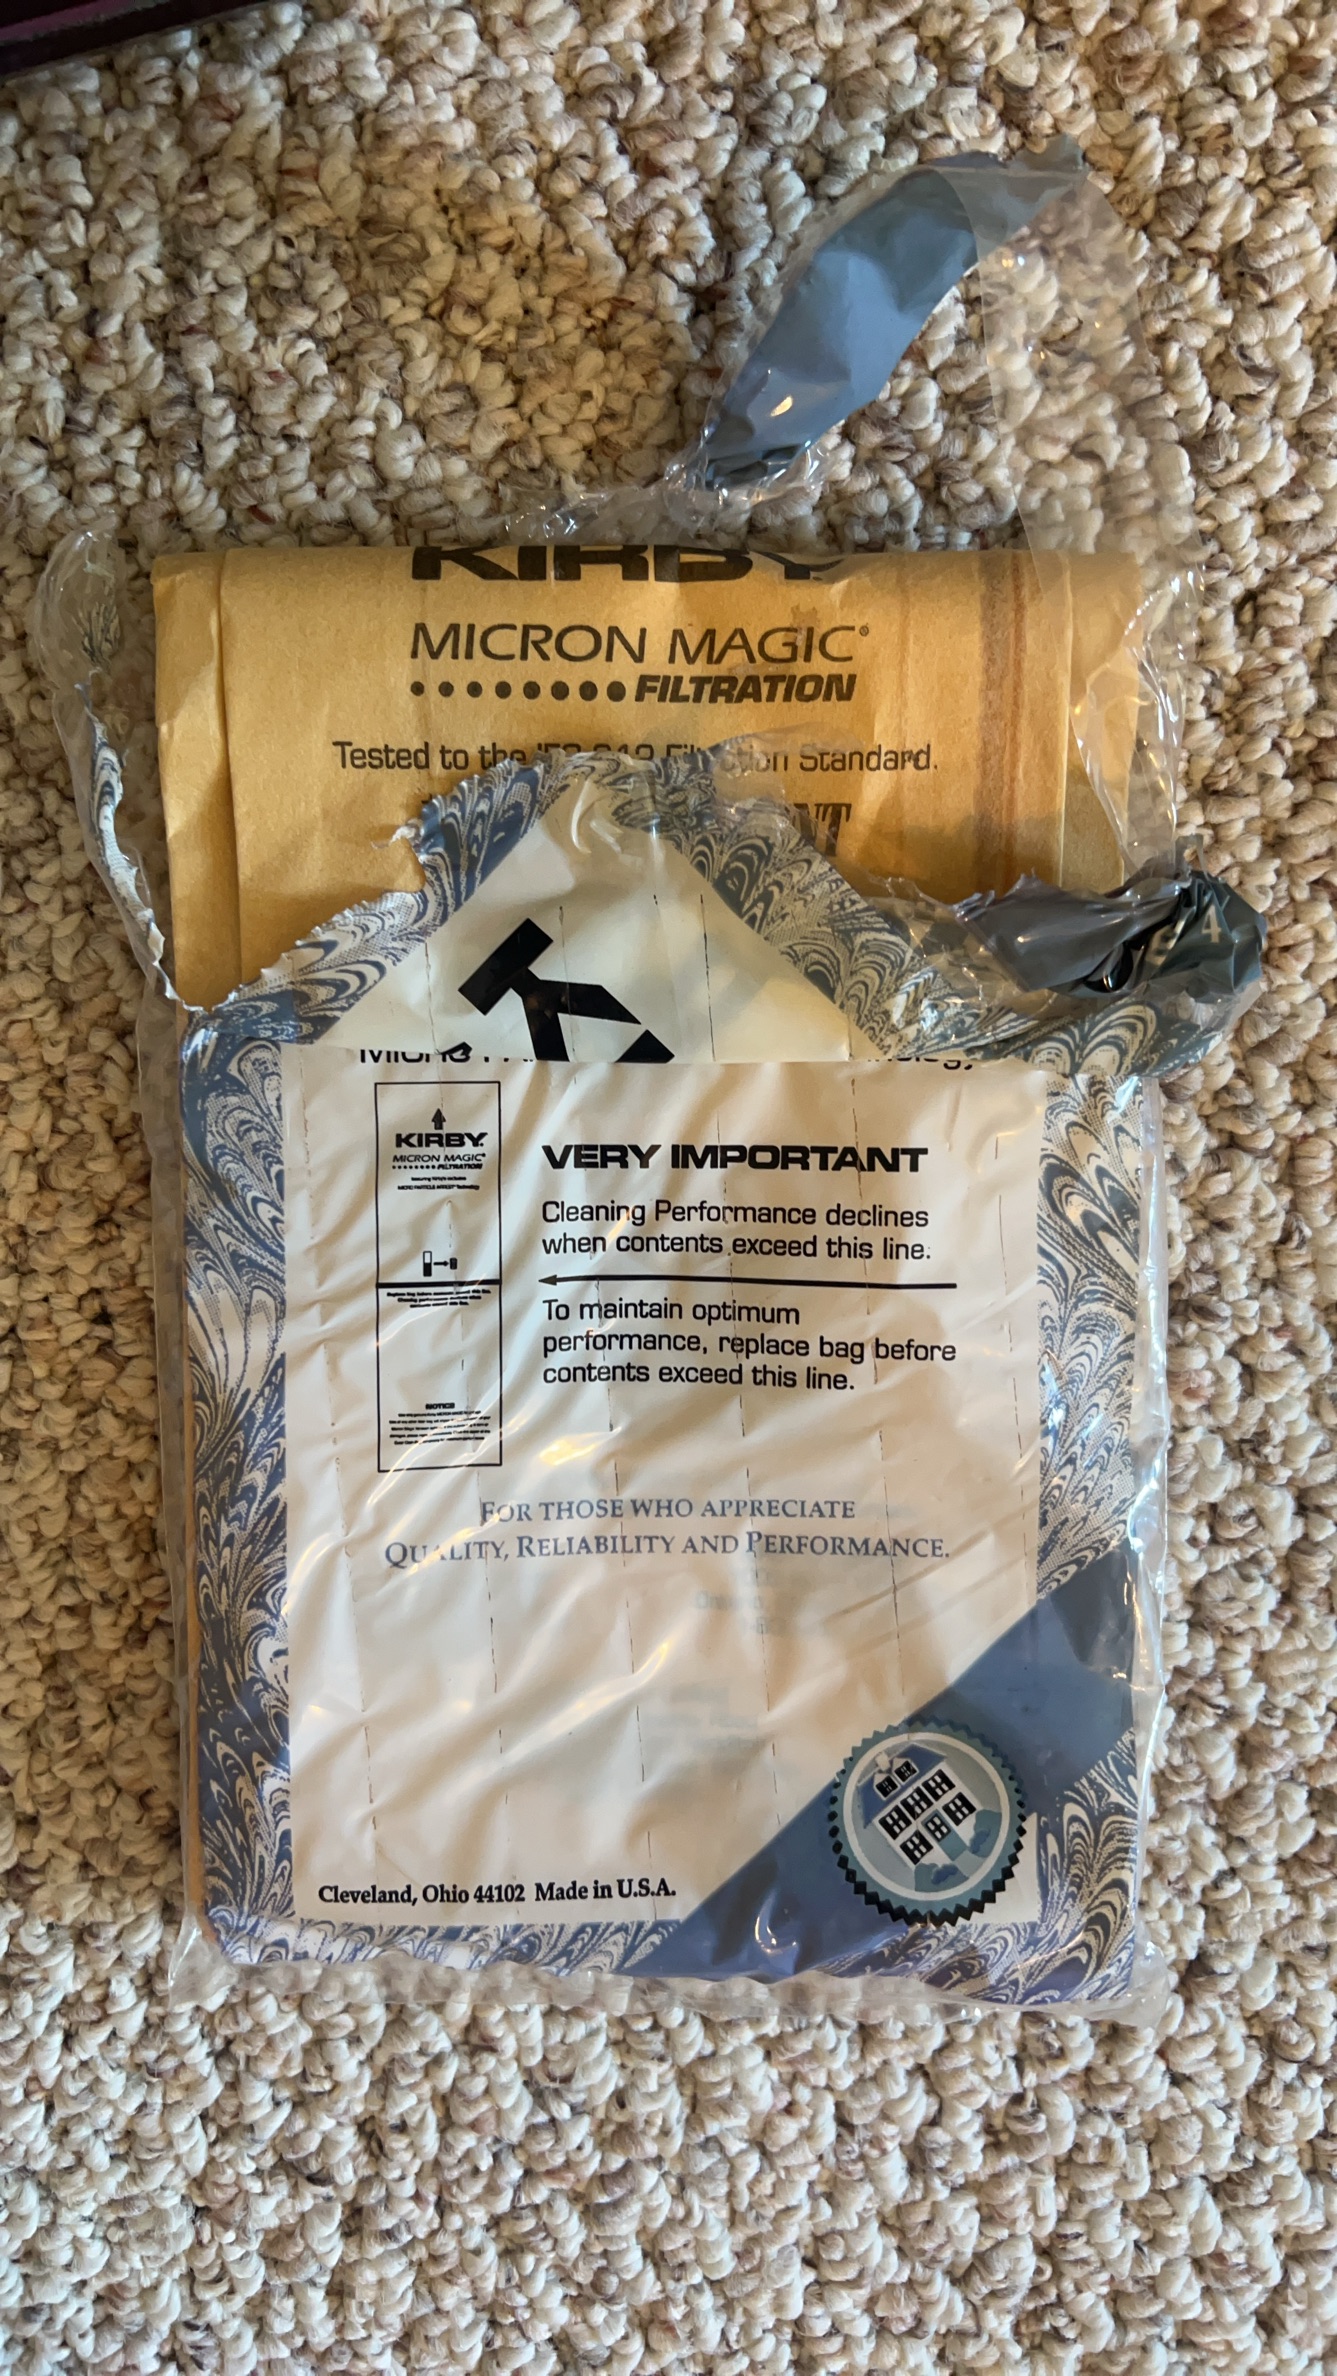 KIRBY.
MICRON MAGIC®
FILTRATION
Tested to the Standard.
4
KIRBY.
MICRON MAGIC®
FILTRATION
VERY IMPORTANT
Cleaning Performance declines
when contents exceed this line.
To maintain optimum
performance, replace bag before
contents exceed this line.
NOTICE
FOR THOSE WHO APPRECIATE
QUALITY, RELIABILITY AND PERFORMANCE.
Cleveland, Ohio 44102 Made in U.S.A.